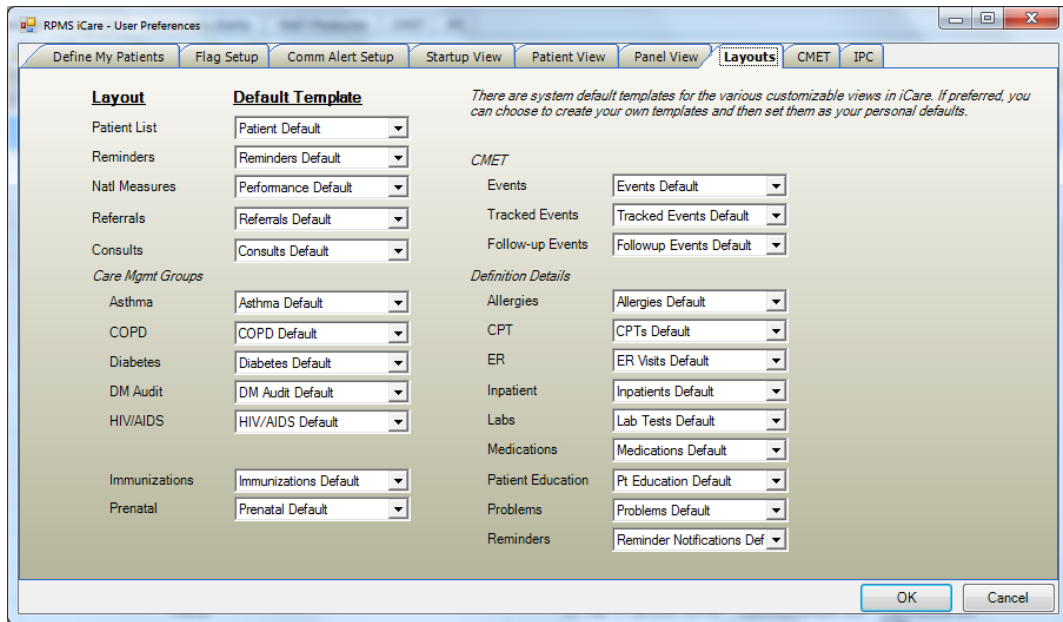 RPMS iCare - User Preferences
Define My Patients Flag Setup Comm Alert Setup Startup View Patient View Panel View Layouts CMET IPC
Layout Default Template
Patient List Patient Default
Reminders Reminders Default
Natl Measures Performance Default
Referrals Referrals Default
Consults Consults Default
Care Mgmt Groups
Asthma Asthma Default
COPD COPD Default
Diabetes Diabetes Default
DM Audit DM Audit Default
HIV/AIDS HIV/AIDS Default
Immunizations Immunizations Default
Prenatal Prenatal Default
There are system default templates for the various customizable views in iCare. If preferred, you
can choose to create your own templates and then set them as your personal defaults.
CMET
Events Events Default
Tracked Events Tracked Events Default
Follow-up Events Followup Events Default
Definition Details
Allergies Allergies Default
CPT CPTs Default
ER ER Visits Default
Inpatient Inpatients Default
Labs Lab Tests Default
Medications Medications Default
Patient Education Pt Education Default
Problems Problems Default
Reminders Reminder Notifications Def
OK Cancel